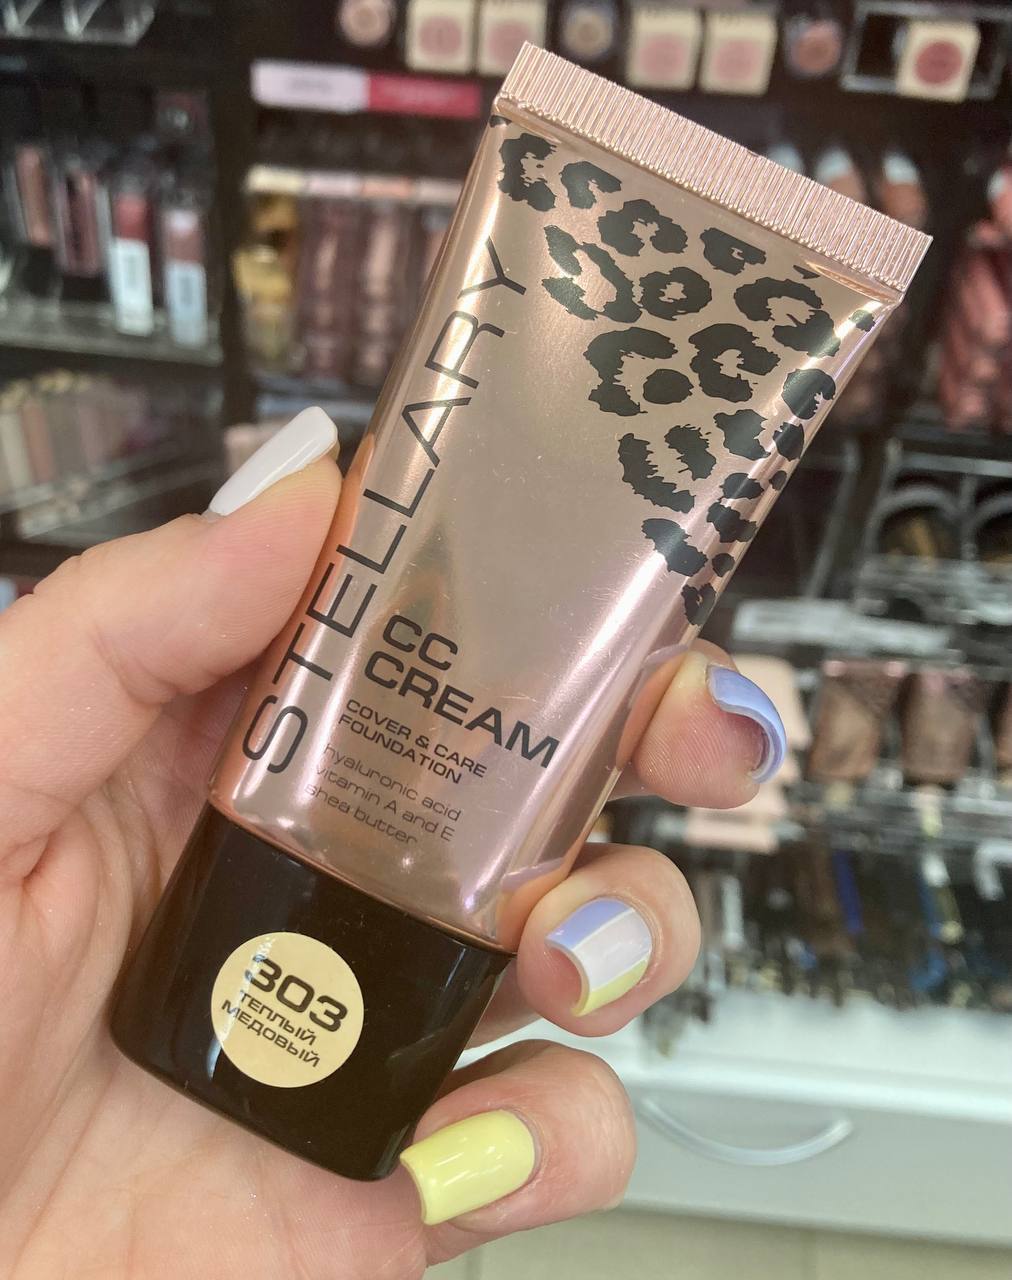 STELLARY
CC
CREAM
COVER & CARE
FOUNDATION
hyaluronic acid
vitamin A and E
shea butter
303
ТЕПЛЫЙ
МЕДОВЫЙ